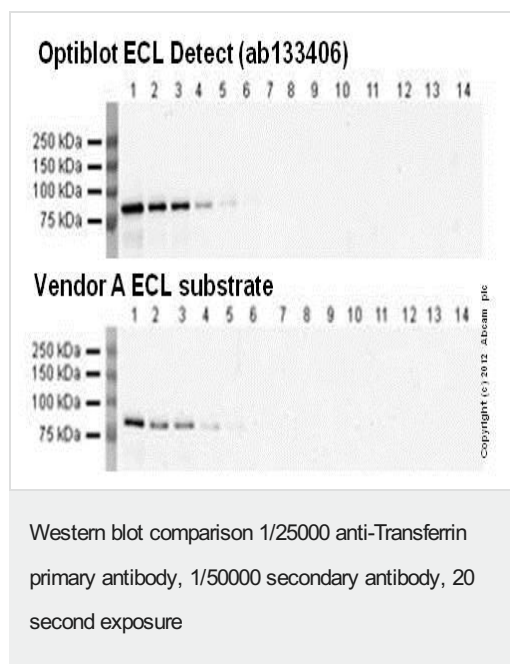 Optiblot ECL Detect (ab133406)
1 2 3 4 5 6 7 8 9 10 11 12 13 14
250 kDa
150 kDa
100 kDa
75 kDa
Vendor A ECL substrate
1 2 3 4 5 6 7 8 9 10 11 12 13 14
250 kDa
150 kDa
100 kDa
75 kDa
Copyright (c) 2012 Abcam plc
Western blot comparison 1/25000 anti-Transferrin
primary antibody, 1/50000 secondary antibody, 20
second exposure